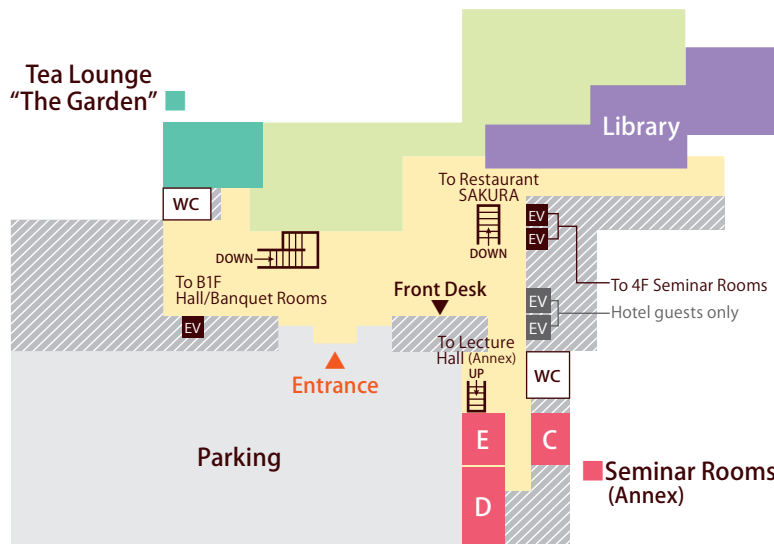 Tea Lounge
"The Garden"
Library
To Restaurant
SAKURA
WC
EV
EV
DOWN
DOWN
To B1F
Hall/Banquet Rooms
To 4F Seminar Rooms
Front Desk
EV
EV
Hotel guests only
EV
To Lecture
Hall (Annex)
UP
WC
Entrance
E
C
Parking
Seminar Rooms
(Annex)
D